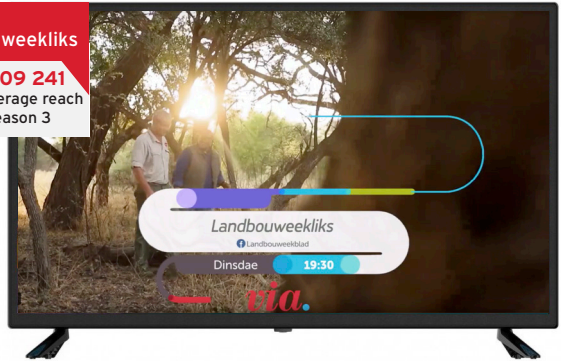 weekliks
09 241
erage reach
eason 3
Landbouweekliks
Landbouweekblad
Dinsdae 19:30
via.